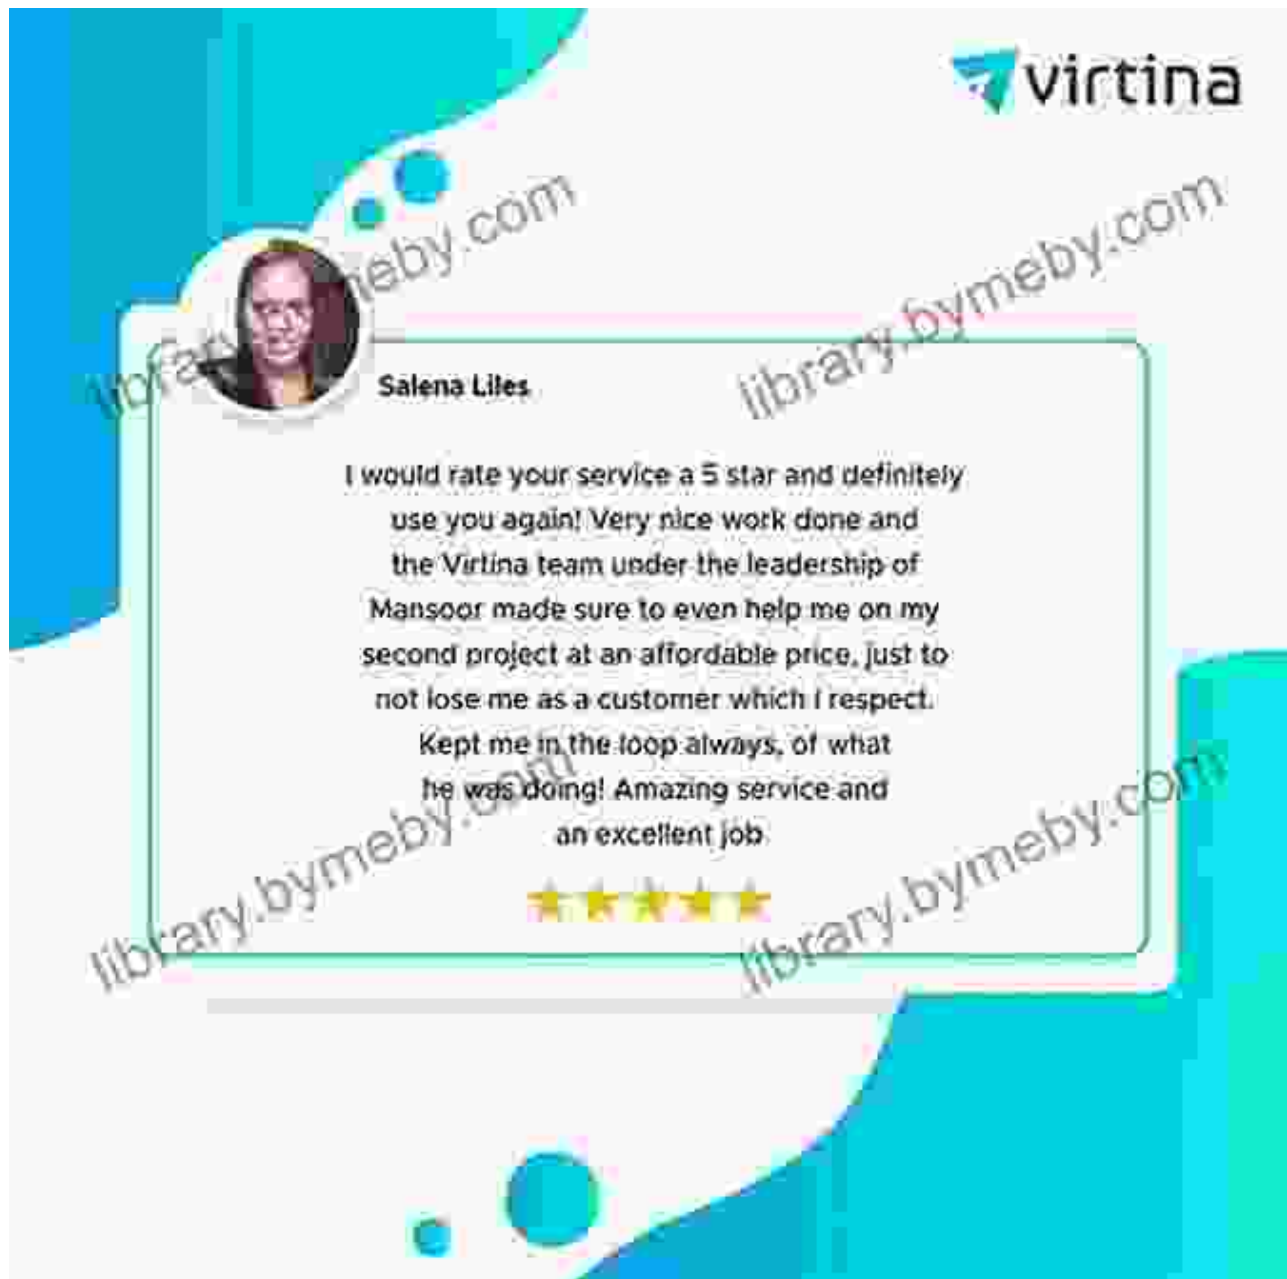 virtina
library.bymeby.com
library.bymeby.com
Salena Liles
I would rate your service a 5 star and definitely
use you again! Very nice work done and
the Virtina team under the leadership of
Mansoor made sure to even help me on my
second project at an affordable price, just to
not lose me as a customer which I respect.
Kept me in the loop always, of what
he was doing! Amazing service and
an excellent job
library.bymeby.com
library.bymeby.com